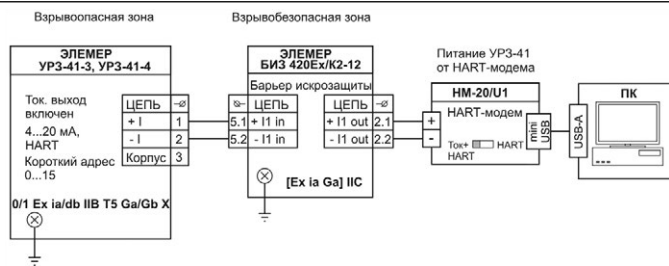 Взрывоопасная зона
Взрывобезопасная зона
ЭЛЕМЕР
УРЗ-41-3, УРЗ-41-4
Ток. выход
включен
4...20 мА,
HART
Короткий адрес
0...15
ЦЕПЬ
+ I 1
- I 2
Корпус 3
0/1 Ex ia/db IIB T5 Ga/Gb X
ЭЛЕМЕР
БИЗ 420Ex/К2-12
Барьер искрозащиты
ЦЕПЬ ЦЕПЬ
5.1 + I1 in + I1 out 2.1
5.2 - I1 in - I1 out 2.2
[Ex ia Ga] IIC
Питание УРЗ-41
от HART-модема
HM-20/U1
HART-модем
+
-
Ток+ HART
HART
mini
USB
USB-A
ПК